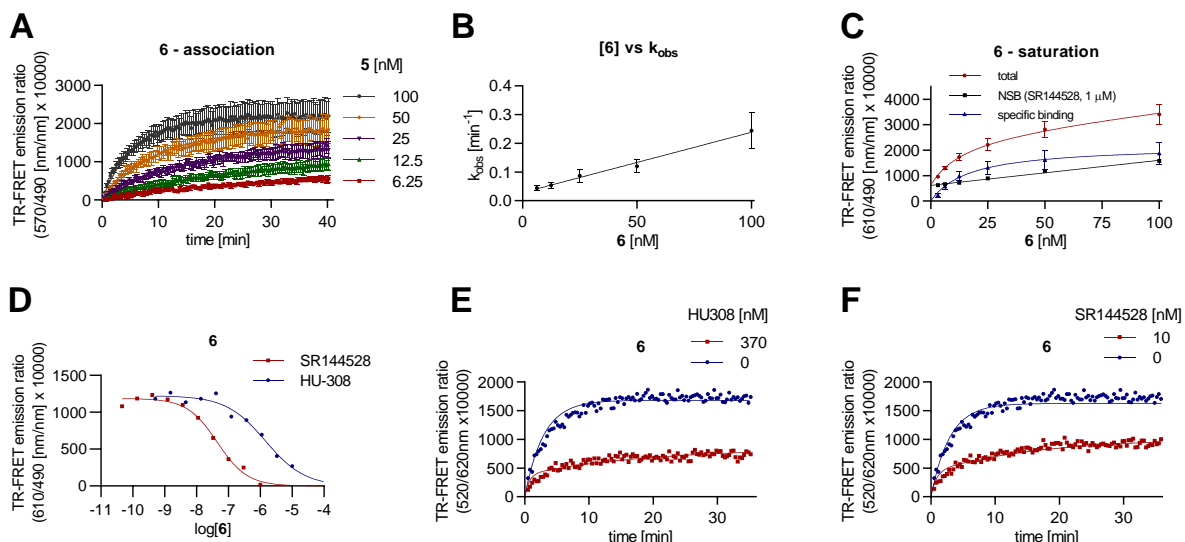 A
6 - association
5 [nM]
TR-FRET emission ratio
(570/490 [nm/nm] x 10000)
3000
2000
1000
0
0 10 20 30 40
time [min]
100
50
25
12.5
6.25
B
[6] vs kobs
kobs [min-1]
0.4
0.3
0.2
0.1
0.0
0 50 100
6 [nM]
C
6 - saturation
total
NSB (SR144528, 1 µM)
specific binding
TR-FRET emission ratio
(610/490 [nm/nm] x 10000)
4000
3000
2000
1000
0
0 25 50 75 100
6 [nM]
D
6
SR144528
HU-308
TR-FRET emission ratio
(610/490 [nm/nm] x 10000)
1500
1000
500
0
-11 -10 -9 -8 -7 -6 -5 -4
log[6]
E
HU308 [nM]
6
370
0
TR-FRET emission ratio
(520/620nm x10000)
2000
1500
1000
500
0
0 10 20 30
time [min]
F
SR144528 [nM]
6
10
0
TR-FRET emission ratio
(520/620nm x10000)
2000
1500
1000
500
0
0 10 20 30
time [min]